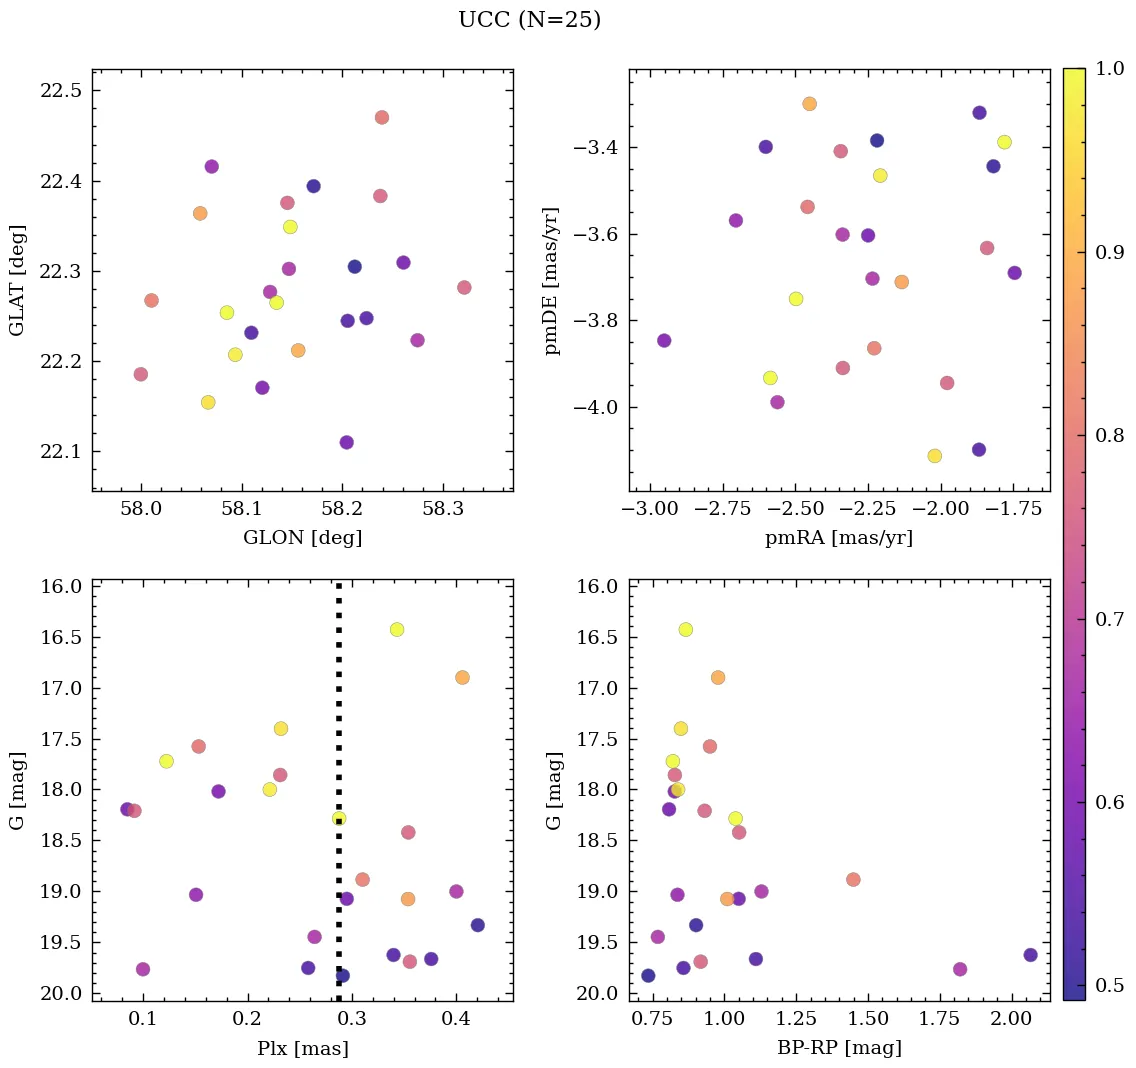 UCC (N=25)
22.5
22.4
22.3
22.2
22.1
GLAT [deg]
58.0 58.1 58.2 58.3
GLON [deg]
−3.4
−3.6
−3.8
−4.0
pmDE [mas/yr]
−3.00 −2.75 −2.50 −2.25 −2.00 −1.75
pmRA [mas/yr]
1.0
0.9
0.8
0.7
0.6
0.5
16.0
16.5
17.0
17.5
18.0
18.5
19.0
19.5
20.0
G [mag]
0.1 0.2 0.3 0.4
Plx [mas]
16.0
16.5
17.0
17.5
18.0
18.5
19.0
19.5
20.0
G [mag]
0.75 1.00 1.25 1.50 1.75 2.00
BP-RP [mag]